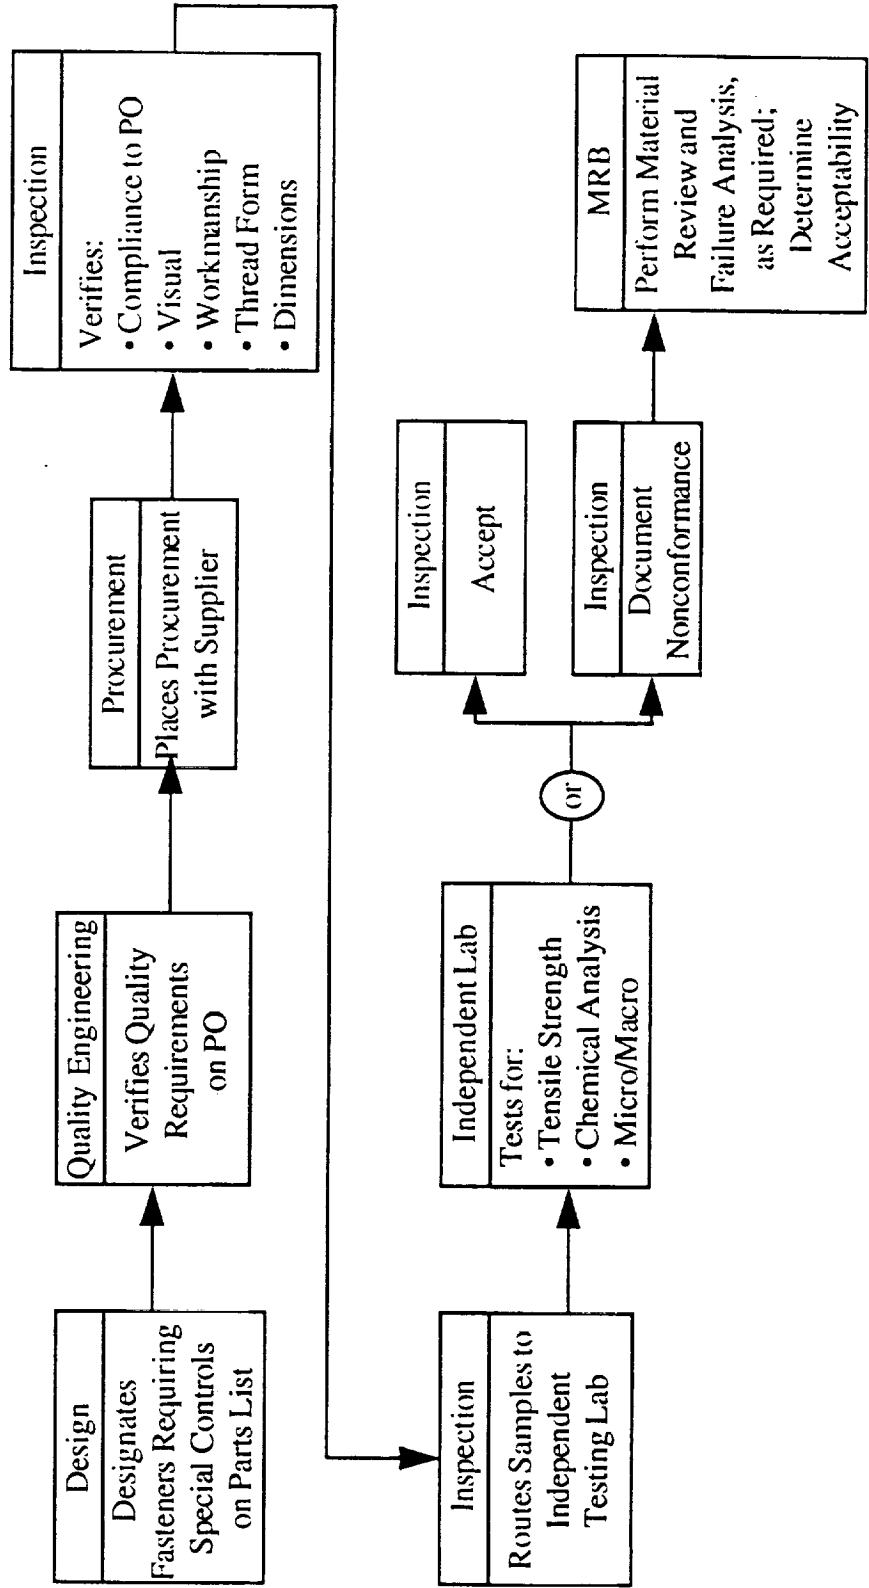 Design
Designates
Fasteners Requiring
Special Controls
on Parts List
Quality Engineering
Verifies Quality
Requirements
on PO
Procurement
Places Procurement
with Supplier
Inspection
Verifies:
• Compliance to PO
• Visual
• Workmanship
• Thread Form
• Dimensions
Inspection
Routes Samples to
Independent
Testing Lab
Independent Lab
Tests for:
• Tensile Strength
• Chemical Analysis
• Micro/Macro
or
Inspection
Accept
Inspection
Document
Nonconformance
MRB
Perform Material
Review and
Failure Analysis,
as Required;
Determine
Acceptability